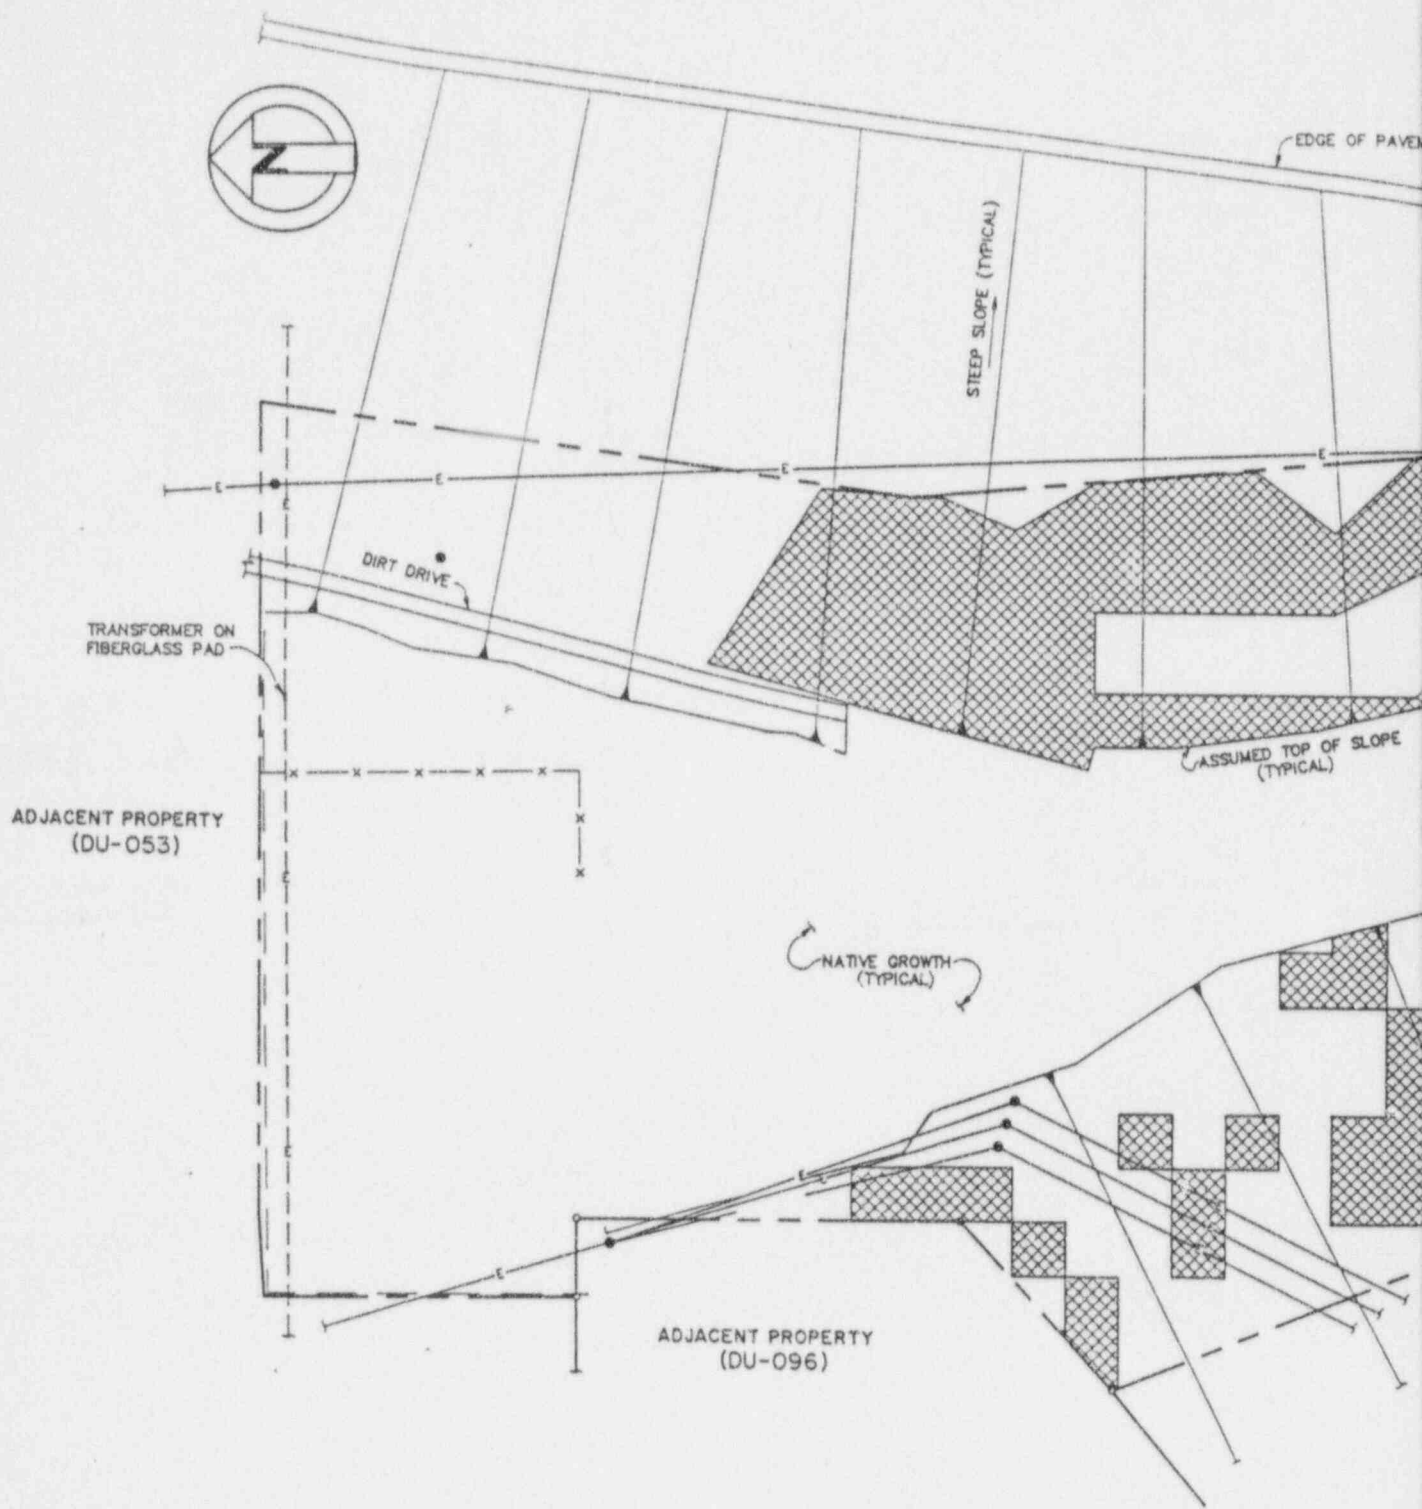 EDGE OF PAVEM
N
STEEP SLOPE (TYPICAL)
E
E
E
E
E
DIRT DRIVE
TRANSFORMER ON
FIBERGLASS PAD
ASSUMED TOP OF SLOPE
(TYPICAL)
x x x x x
x
x
ADJACENT PROPERTY
(DU-053)
E
NATIVE GROWTH
(TYPICAL)
E
E
E
ADJACENT PROPERTY
(DU-096)